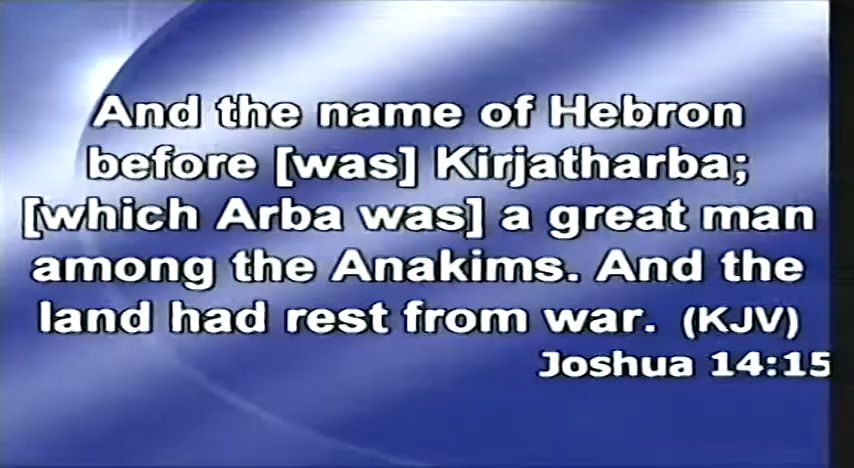 And the name of Hebron
before [was] Kirjatharba;
[which Arba was] a great man
among the Anakims. And the
land had rest from war. (KJV)
Joshua 14:15